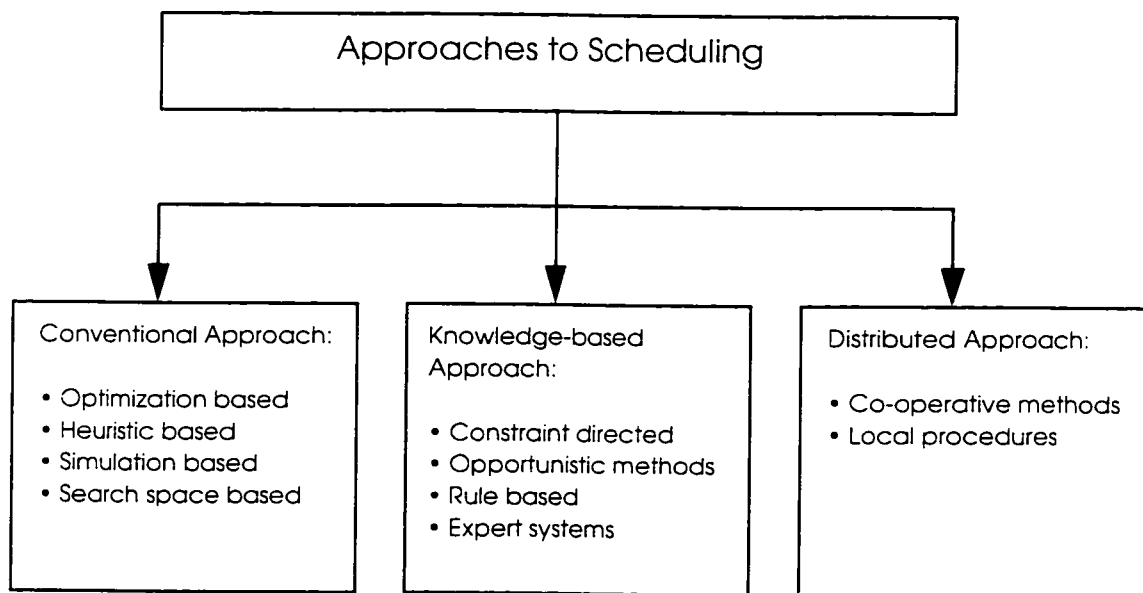 Approaches to Scheduling
Conventional Approach:
• Optimization based
• Heuristic based
• Simulation based
• Search space based
Knowledge-based
Approach:
• Constraint directed
• Opportunistic methods
• Rule based
• Expert systems
Distributed Approach:
• Co-operative methods
• Local procedures